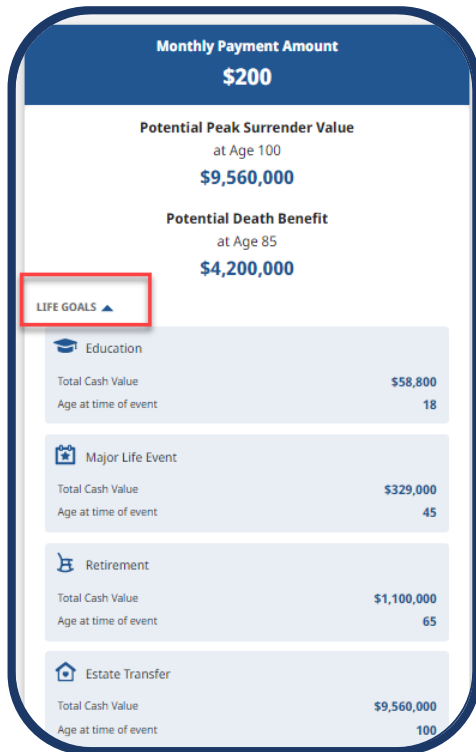 Monthly Payment Amount
$200
Potential Peak Surrender Value
at Age 100
$9,560,000
Potential Death Benefit
at Age 85
$4,200,000
LIFE GOALS
Education
Total Cash Value $58,800
Age at time of event 18
Major Life Event
Total Cash Value $329,000
Age at time of event 45
Retirement
Total Cash Value $1,100,000
Age at time of event 65
Estate Transfer
Total Cash Value $9,560,000
Age at time of event 100